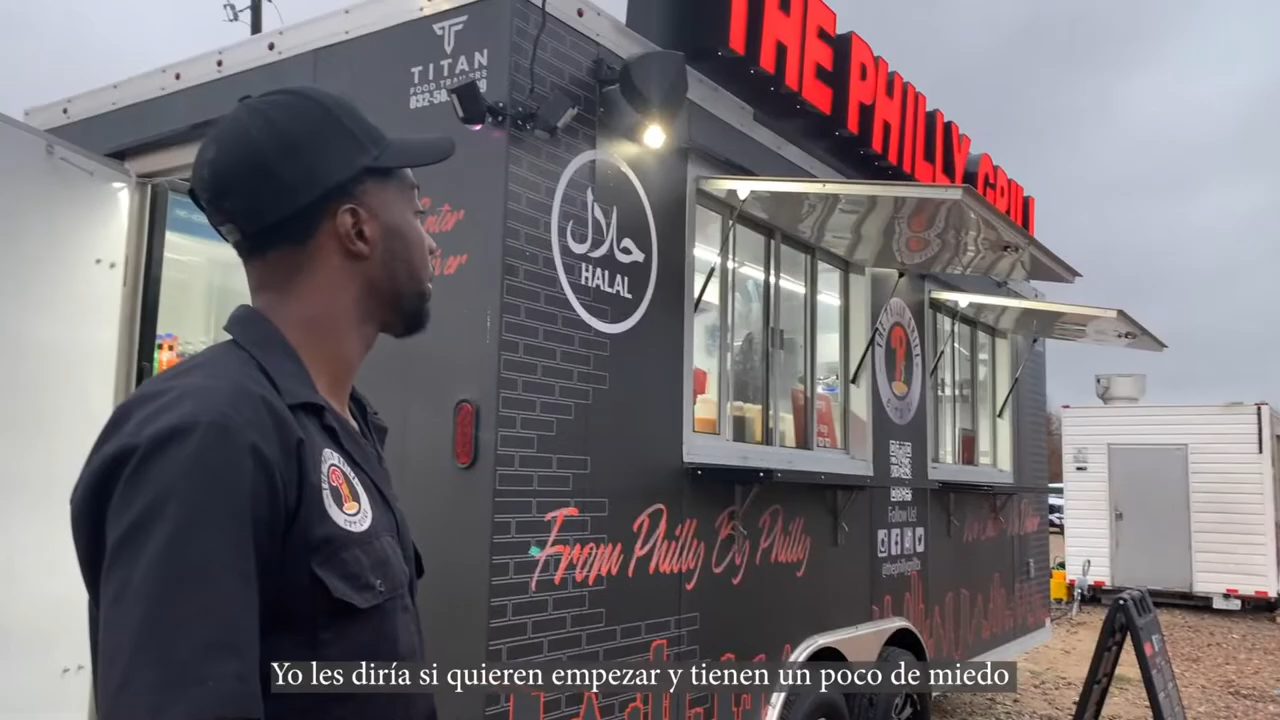 THE PHILLY GRILL
TITAN
FOOD TRAILERS
حلال
HALAL
From Philly By Philly
Follow Us!
@thephillygrilltx
Yo les diría si quieren empezar y tienen un poco de miedo